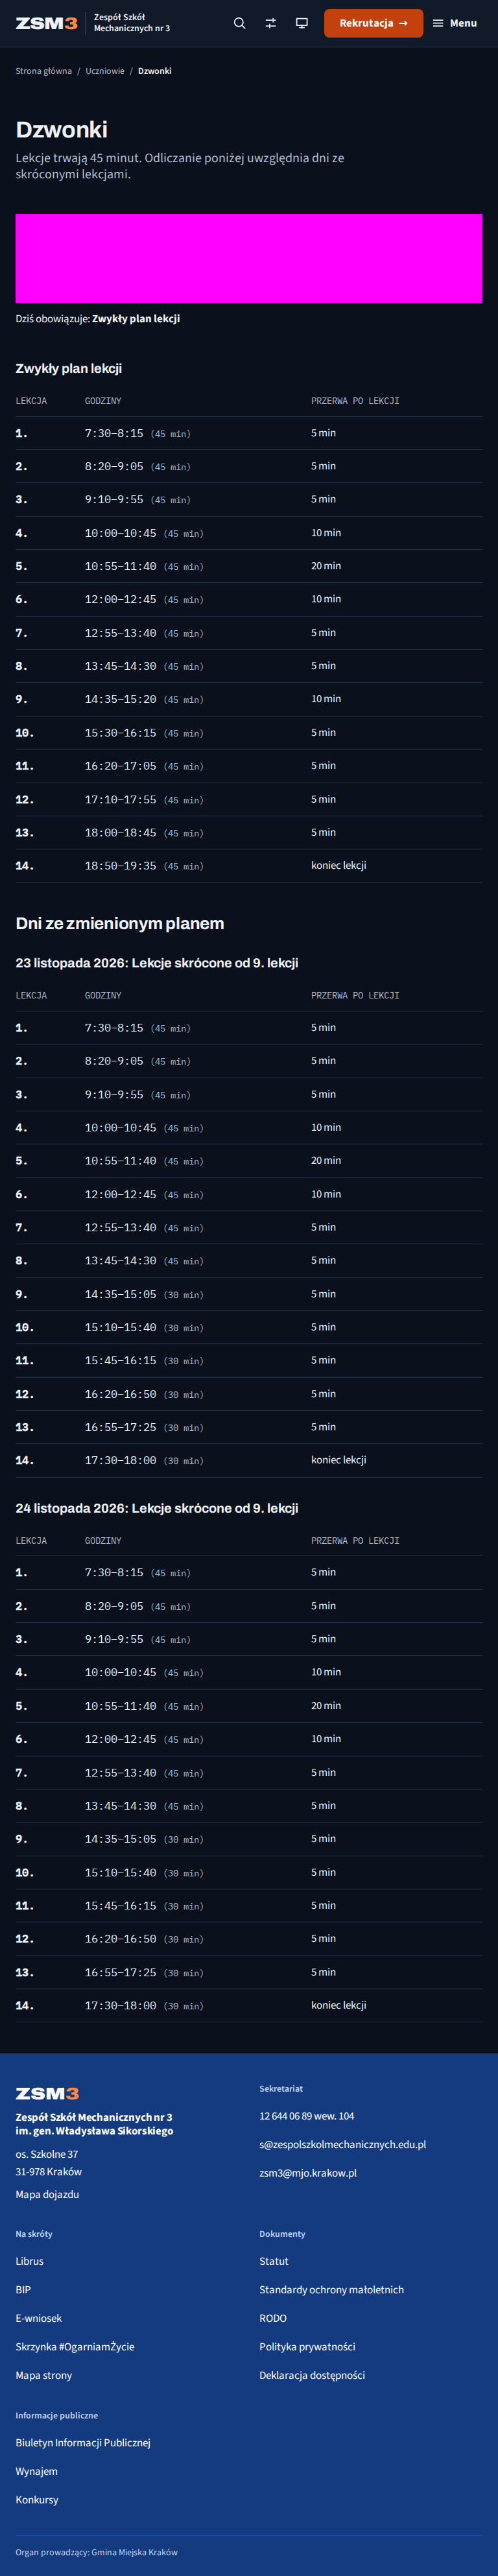 ZSM3
Zespół Szkół
Mechanicznych nr 3
Rekrutacja →
Menu
Strona główna / Uczniowie / Dzwonki
Dzwonki
Lekcje trwają 45 minut. Odliczanie poniżej uwzględnia dni ze
skróconymi lekcjami.
Dziś obowiązuje: Zwykły plan lekcji
Zwykły plan lekcji
LEKCJA GODZINY PRZERWA PO LEKCJI
1. 7:30–8:15 (45 min) 5 min
2. 8:20–9:05 (45 min) 5 min
3. 9:10–9:55 (45 min) 5 min
4. 10:00–10:45 (45 min) 10 min
5. 10:55–11:40 (45 min) 20 min
6. 12:00–12:45 (45 min) 10 min
7. 12:55–13:40 (45 min) 5 min
8. 13:45–14:30 (45 min) 5 min
9. 14:35–15:20 (45 min) 10 min
10. 15:30–16:15 (45 min) 5 min
11. 16:20–17:05 (45 min) 5 min
12. 17:10–17:55 (45 min) 5 min
13. 18:00–18:45 (45 min) 5 min
14. 18:50–19:35 (45 min) koniec lekcji
Dni ze zmienionym planem
23 listopada 2026: Lekcje skrócone od 9. lekcji
LEKCJA GODZINY PRZERWA PO LEKCJI
1. 7:30–8:15 (45 min) 5 min
2. 8:20–9:05 (45 min) 5 min
3. 9:10–9:55 (45 min) 5 min
4. 10:00–10:45 (45 min) 10 min
5. 10:55–11:40 (45 min) 20 min
6. 12:00–12:45 (45 min) 10 min
7. 12:55–13:40 (45 min) 5 min
8. 13:45–14:30 (45 min) 5 min
9. 14:35–15:05 (30 min) 5 min
10. 15:10–15:40 (30 min) 5 min
11. 15:45–16:15 (30 min) 5 min
12. 16:20–16:50 (30 min) 5 min
13. 16:55–17:25 (30 min) 5 min
14. 17:30–18:00 (30 min) koniec lekcji
24 listopada 2026: Lekcje skrócone od 9. lekcji
LEKCJA GODZINY PRZERWA PO LEKCJI
1. 7:30–8:15 (45 min) 5 min
2. 8:20–9:05 (45 min) 5 min
3. 9:10–9:55 (45 min) 5 min
4. 10:00–10:45 (45 min) 10 min
5. 10:55–11:40 (45 min) 20 min
6. 12:00–12:45 (45 min) 10 min
7. 12:55–13:40 (45 min) 5 min
8. 13:45–14:30 (45 min) 5 min
9. 14:35–15:05 (30 min) 5 min
10. 15:10–15:40 (30 min) 5 min
11. 15:45–16:15 (30 min) 5 min
12. 16:20–16:50 (30 min) 5 min
13. 16:55–17:25 (30 min) 5 min
14. 17:30–18:00 (30 min) koniec lekcji
ZSM3
Zespół Szkół Mechanicznych nr 3
im. gen. Władysława Sikorskiego
os. Szkolne 37
31-978 Kraków
Mapa dojazdu
Sekretariat
12 644 06 89 wew. 104
s@zespolszkolmechanicznych.edu.pl
zsm3@mjo.krakow.pl
Na skróty
Librus
BIP
E-wniosek
Skrzynka #OgarniamŻycie
Mapa strony
Dokumenty
Statut
Standardy ochrony małoletnich
RODO
Polityka prywatności
Deklaracja dostępności
Informacje publiczne
Biuletyn Informacji Publicznej
Wynajem
Konkursy
Organ prowadzący: Gmina Miejska Kraków